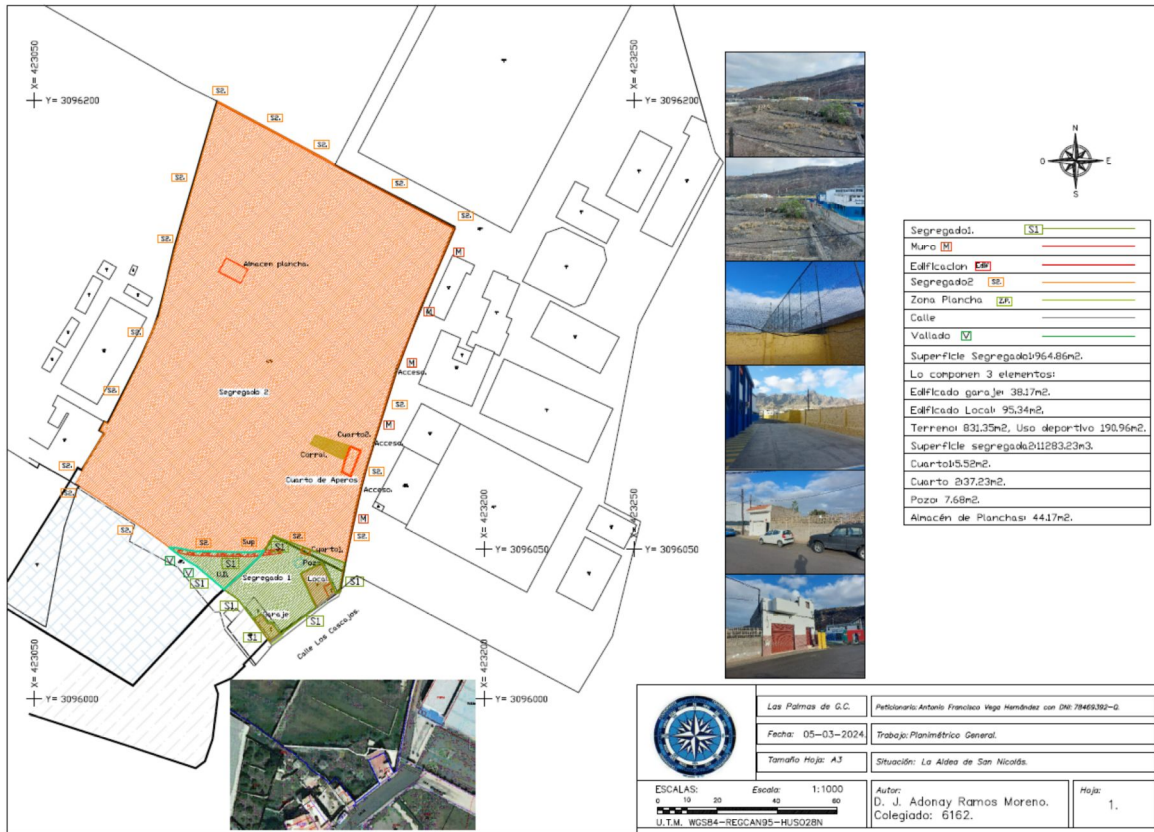 X= 423050
Y= 3096200
X= 423250
Y= 3096200
S2.
S2.
S2.
S2.
S2.
S2.
Almacen plancha.
M
M
M
Acceso.
S2.
S2.
S2.
Segregado 2
S2.
M
Cuarto2.
Acceso.
Corral.
S2.
Cuarto de Aperos
Acceso.
S2.
S2.
S2.
M
S2.
X= 423200
Y= 3096050
X= 423250
Y= 3096050
S2.
Sup
S2.
S1
Cuarto1.
Pozo
V
V
S1
S1
Segregado 1
Local
S1
S1
Garaje
S1
S1
Calle Los Cascajos.
X= 423050
Y= 3096000
X= 423200
Y= 3096000
N
O
E
S
Segregado1. S1
Muro M
Edificacion Edif
Segregado2 S2.
Zona Plancha Z.P.
Calle
Vallado V
Superficie Segregado1:964.86m2.
Lo componen 3 elementos:
Edificado garaje: 38.17m2.
Edificado Local: 95.34m2.
Terreno: 831.35m2, Uso deportivo 190.96m2.
Superficie segregada2:11283.23m3.
Cuarto1:5.52m2.
Cuarto 2:37.23m2.
Pozo: 7.68m2.
Almacén de Planchas: 44.17m2.
Las Palmas de G.C.
Peticionario: Antonio Francisco Vega Hernández con DNI: 78469392-G.
Fecha: 05-03-2024.
Trabajo: Planimétrico General.
Tamaño Hoja: A3
Situación: La Aldea de San Nicolás.
ESCALAS:
Escala: 1:1000
0 10 20 40 60
U.T.M. WGS84-REGCAN95-HUSO28N
Autor:
D. J. Adonay Ramos Moreno.
Colegiado: 6162.
Hoja:
1.